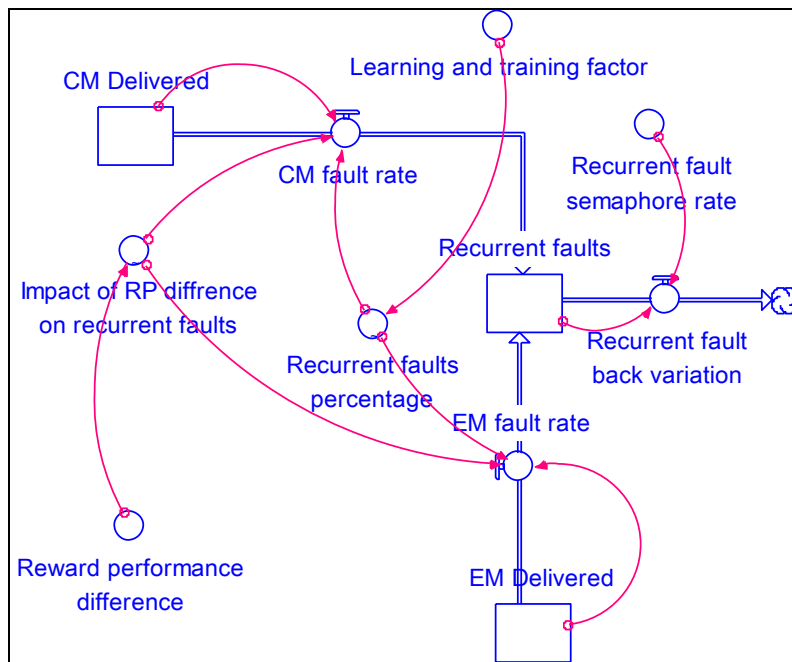 Learning and training factor
CM Delivered
CM fault rate
Recurrent fault
semaphore rate
Recurrent faults
Impact of RP diffrence
on recurrent faults
Recurrent faults
percentage
Recurrent fault
back variation
EM fault rate
Reward performance
difference
EM Delivered